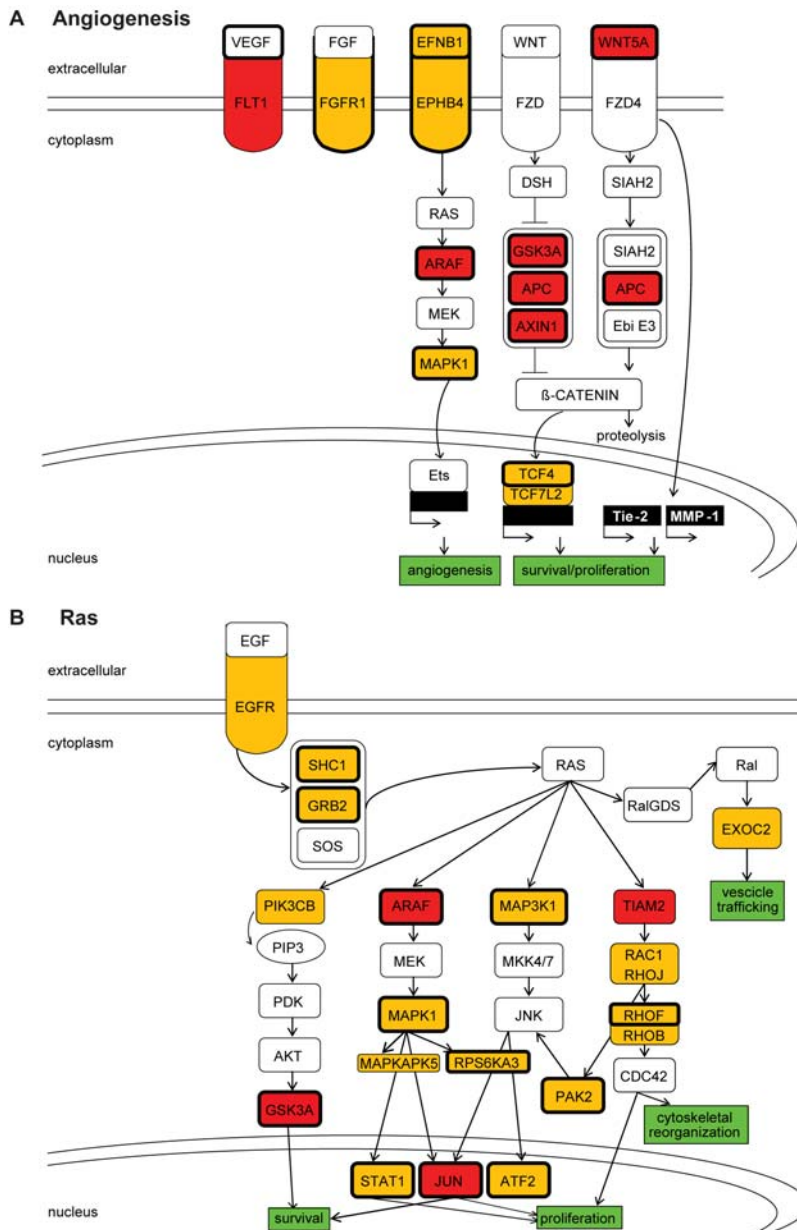 A Angiogenesis
VEGF FGF EFNB1 WNT WNT5A
extracellular
FLT1 FGFR1 EPHB4 FZD FZD4
cytoplasm
DSH SIAH2
RAS
GSK3A SIAH2
ARAF
APC APC
MEK
AXIN1 Ebi E3
MAPK1
ß-CATENIN
proteolysis
Ets TCF4
TCF7L2
Tie-2 MMP-1
nucleus
angiogenesis survival/proliferation
B Ras
EGF
extracellular
EGFR
cytoplasm
SHC1 RAS Ral
GRB2 RalGDS
SOS EXOC2
PIK3CB ARAF MAP3K1 TIAM2
vescicle
trafficking
PIP3 MEK MKK4/7 RAC1
RHOJ
PDK MAPK1 JNK RHOF
RHOB
AKT MAPKAPK5 RPS6KA3 CDC42
PAK2
GSK3A
cytoskeletal
reorganization
STAT1 JUN ATF2
nucleus
survival proliferation